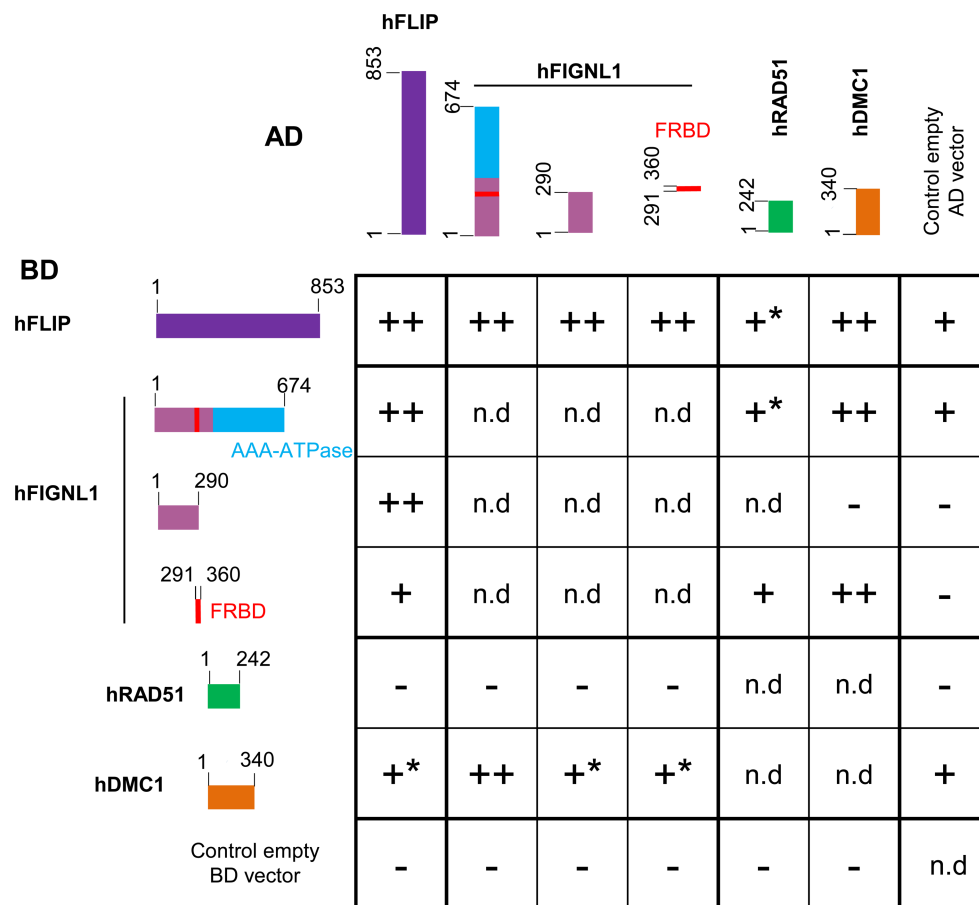 hFLIP
853
1
hFIGNL1
674
1
290
1
FRBD
360
291
hRAD51
242
1
hDMC1
340
1
Control empty
AD vector
AD
BD
hFLIP
1 853
++ ++ ++ ++ +* ++ +
hFIGNL1
1 674
AAA-ATPase
++ n.d n.d n.d +* ++ +
1 290
++ n.d n.d n.d n.d - -
291 360
FRBD
+ n.d n.d n.d + ++ -
hRAD51
1 242
- - - - n.d n.d -
hDMC1
1 340
+* ++ +* +* n.d n.d +
Control empty
BD vector
- - - - - - n.d